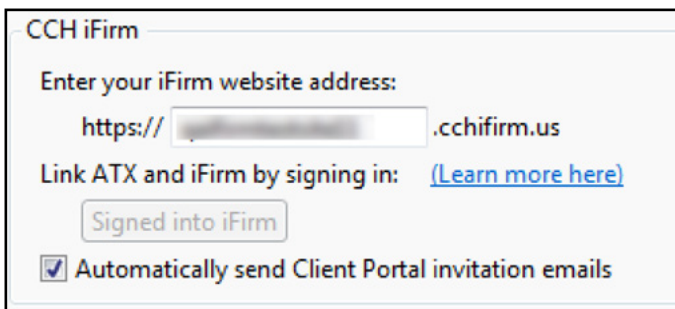 CCH iFirm
Enter your iFirm website address:
https:// .cchifirm.us
Link ATX and iFirm by signing in: (Learn more here)
Signed into iFirm
Automatically send Client Portal invitation emails